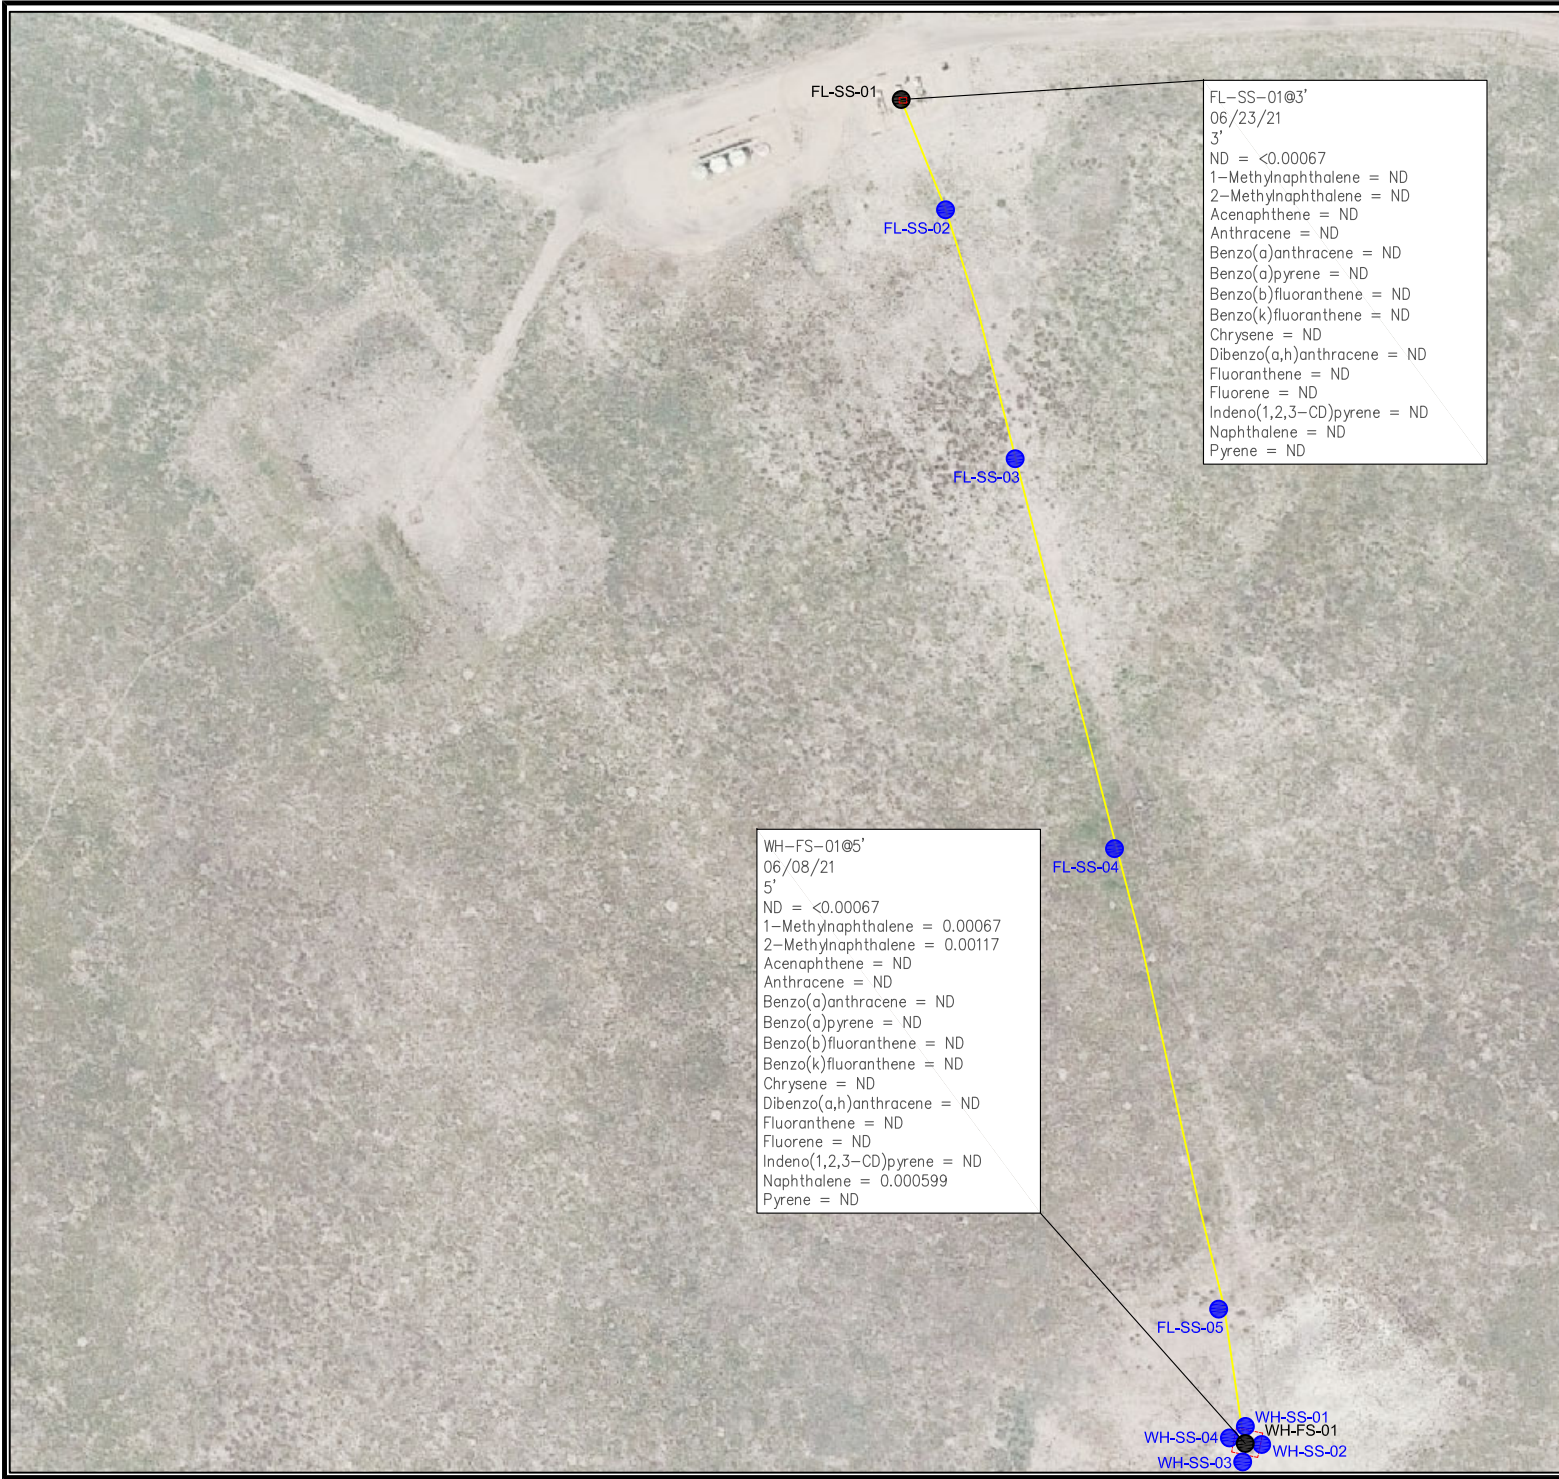 FL-SS-01
FL-SS-01@3'
06/23/21
3'
ND = <0.00067
1-Methylnaphthalene = ND
2-Methylnaphthalene = ND
Acenaphthene = ND
Anthracene = ND
Benzo(a)anthracene = ND
Benzo(a)pyrene = ND
Benzo(b)fluoranthene = ND
Benzo(k)fluoranthene = ND
Chrysene = ND
Dibenzo(a,h)anthracene = ND
Fluoranthene = ND
Fluorene = ND
Indeno(1,2,3-CD)pyrene = ND
Naphthalene = ND
Pyrene = ND
FL-SS-02
FL-SS-03
FL-SS-04
WH-FS-01@5'
06/08/21
5'
ND = <0.00067
1-Methylnaphthalene = 0.00067
2-Methylnaphthalene = 0.00117
Acenaphthene = ND
Anthracene = ND
Benzo(a)anthracene = ND
Benzo(a)pyrene = ND
Benzo(b)fluoranthene = ND
Benzo(k)fluoranthene = ND
Chrysene = ND
Dibenzo(a,h)anthracene = ND
Fluoranthene = ND
Fluorene = ND
Indeno(1,2,3-CD)pyrene = ND
Naphthalene = 0.000599
Pyrene = ND
FL-SS-05
WH-SS-01
WH-FS-01
WH-SS-04
WH-SS-02
WH-SS-03